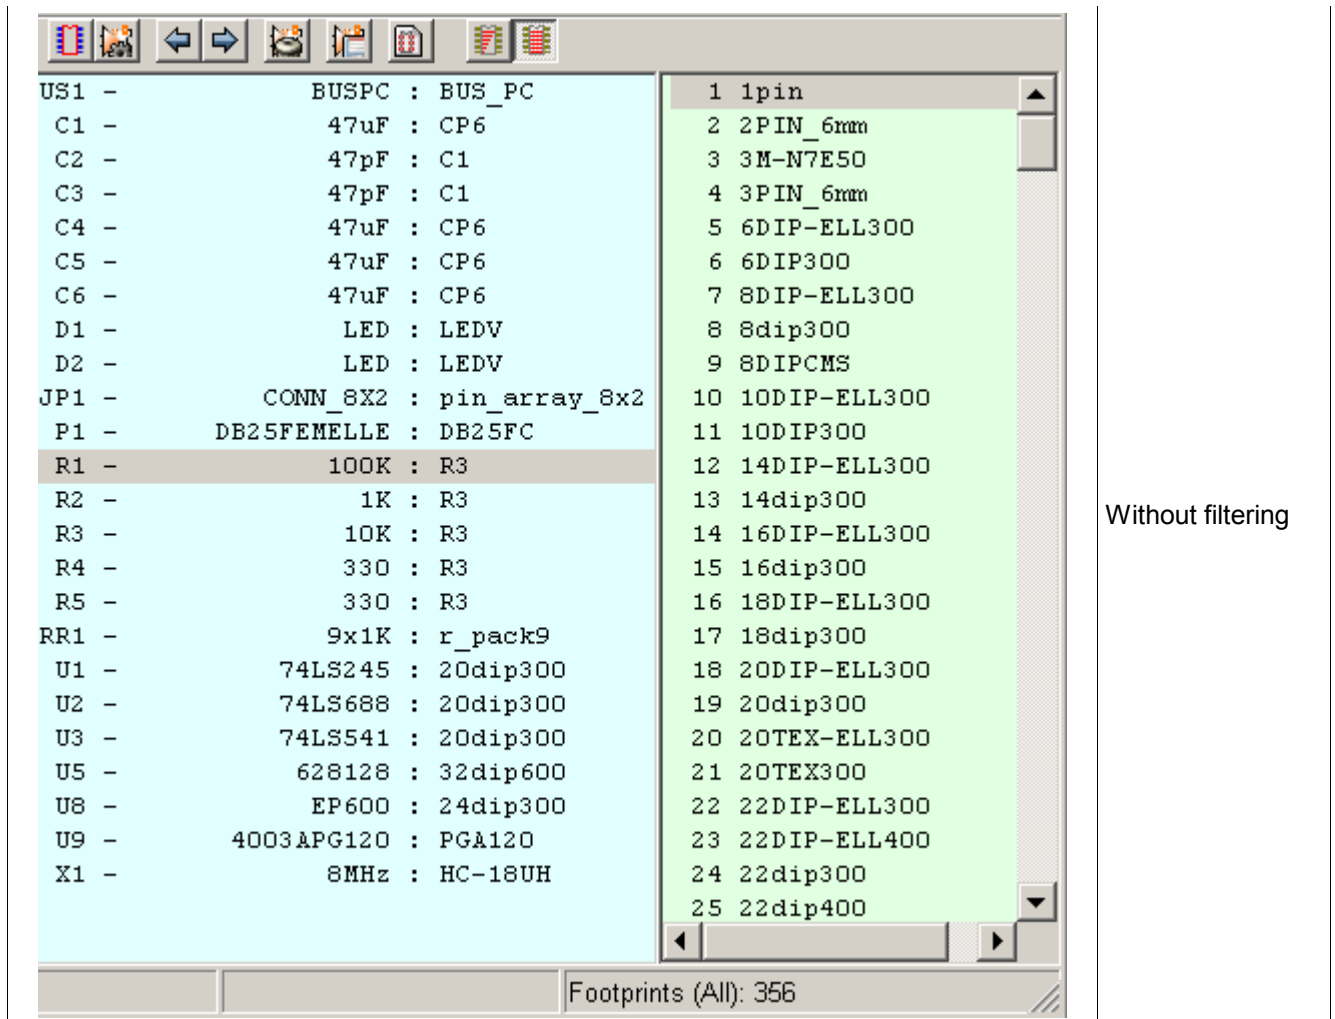 US1 - BUSPC : BUS_PC
C1 - 47uF : CP6
C2 - 47pF : C1
C3 - 47pF : C1
C4 - 47uF : CP6
C5 - 47uF : CP6
C6 - 47uF : CP6
D1 - LED : LEDV
D2 - LED : LEDV
JP1 - CONN_8X2 : pin_array_8x2
P1 - DB25FEMELLE : DB25FC
R1 - 100K : R3
R2 - 1K : R3
R3 - 10K : R3
R4 - 330 : R3
R5 - 330 : R3
RR1 - 9x1K : r_pack9
U1 - 74LS245 : 20dip300
U2 - 74LS688 : 20dip300
U3 - 74LS541 : 20dip300
U5 - 628128 : 32dip600
U8 - EP600 : 24dip300
U9 - 4003APG120 : PGA120
X1 - 8MHz : HC-18UH
1 1pin
2 2PIN_6mm
3 3M-N7E50
4 3PIN_6mm
5 6DIP-ELL300
6 6DIP300
7 8DIP-ELL300
8 8dip300
9 8DIPCMS
10 10DIP-ELL300
11 10DIP300
12 14DIP-ELL300
13 14dip300
14 16DIP-ELL300
15 16dip300
16 18DIP-ELL300
17 18dip300
18 20DIP-ELL300
19 20dip300
20 20TEX-ELL300
21 20TEX300
22 22DIP-ELL300
23 22DIP-ELL400
24 22dip300
25 22dip400
Footprints (All): 356
Without filtering